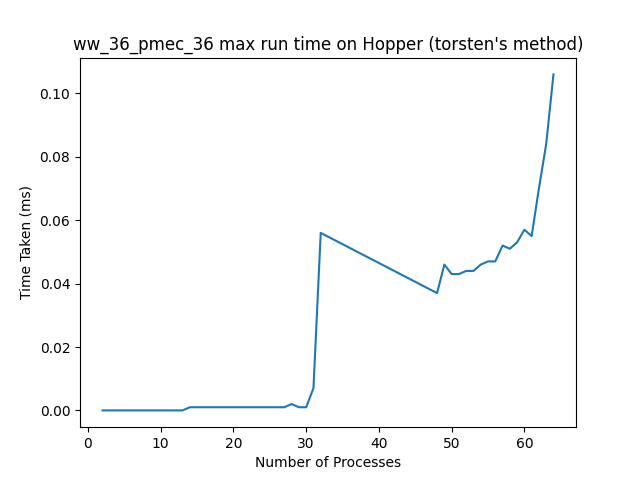 ww_36_pmec_36 max run time on Hopper (torsten's method)
Time Taken (ms)
0.10
0.08
0.06
0.04
0.02
0.00
0 10 20 30 40 50 60
Number of Processes